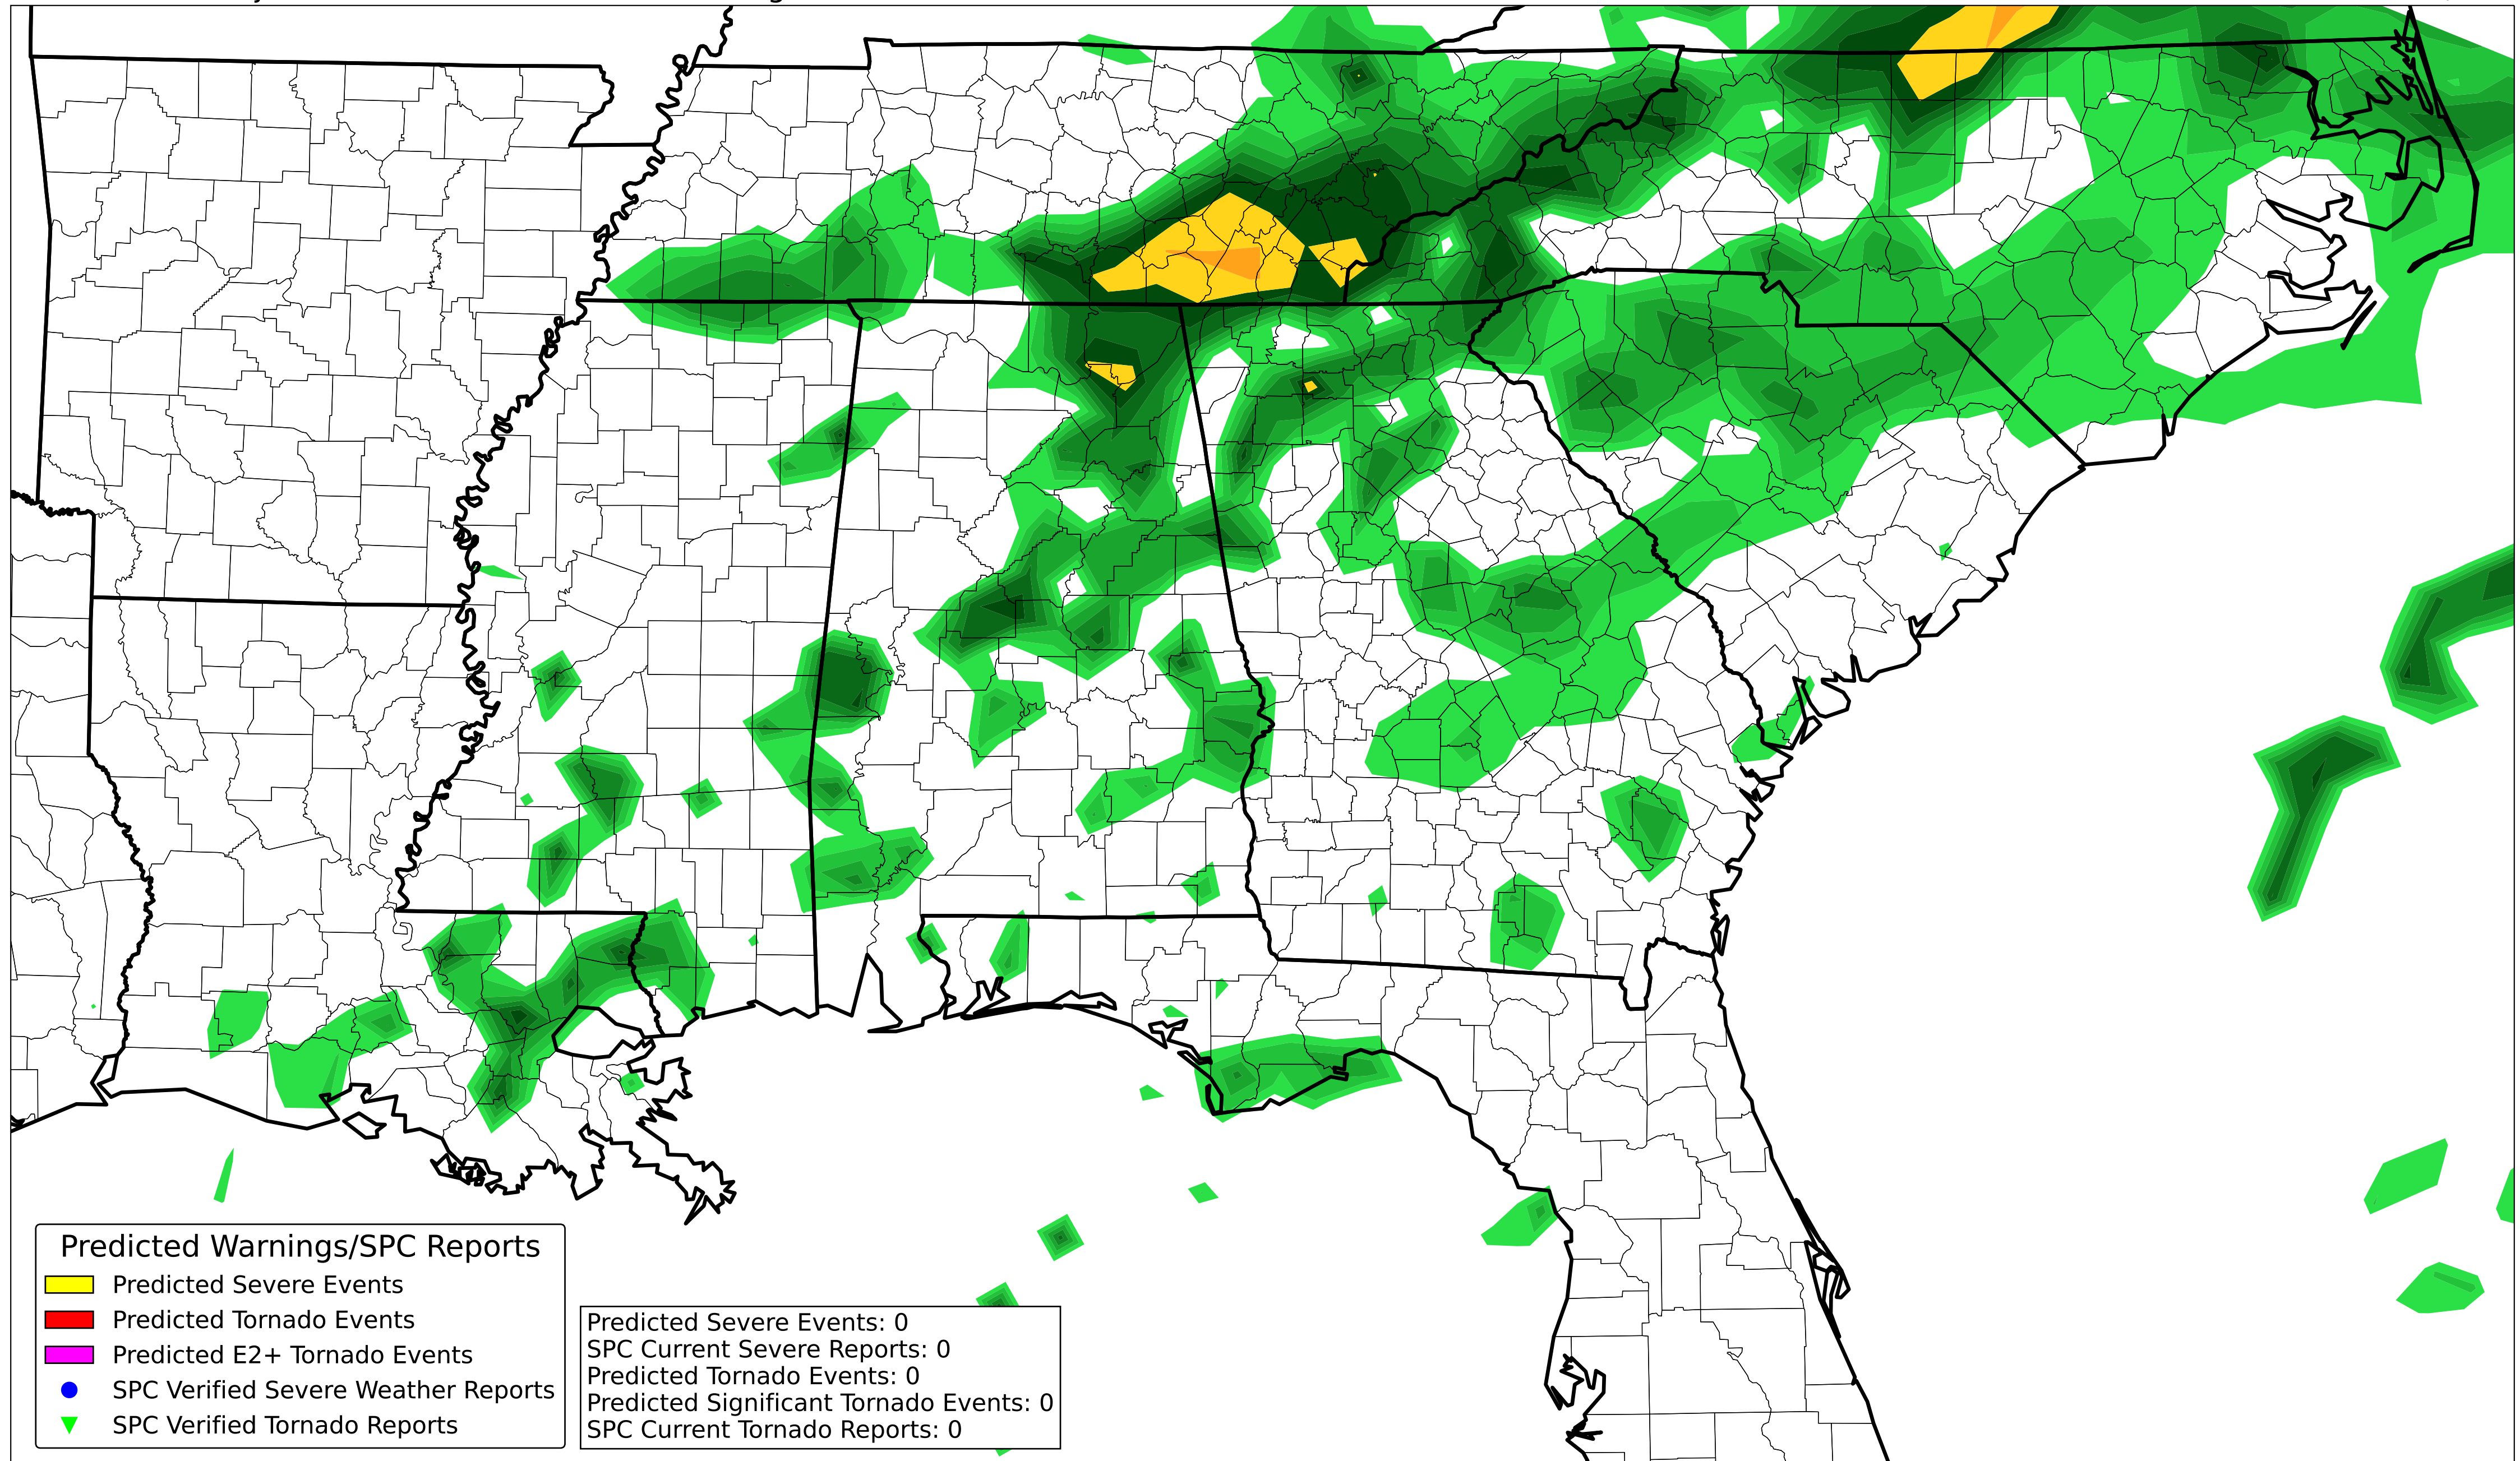 Predicted Warnings/SPC Reports
Predicted Severe Events
Predicted Tornado Events
Predicted E2+ Tornado Events
SPC Verified Severe Weather Reports
SPC Verified Tornado Reports
Predicted Severe Events: 0
SPC Current Severe Reports: 0
Predicted Tornado Events: 0
Predicted Significant Tornado Events: 0
SPC Current Tornado Reports: 0